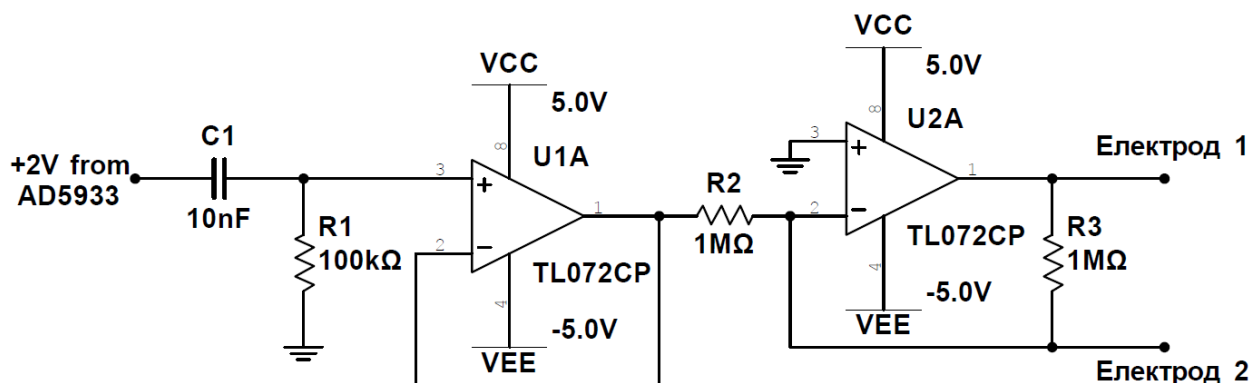 +2V from
AD5933
C1
10nF
R1
100kΩ
VCC
5.0V
8
U1A
3
+
2
−
1
TL072CP
4
-5.0V
VEE
R2
1MΩ
VCC
5.0V
8
U2A
3
+
2
−
1
TL072CP
4
-5.0V
VEE
R3
1MΩ
Електрод 1
Електрод 2